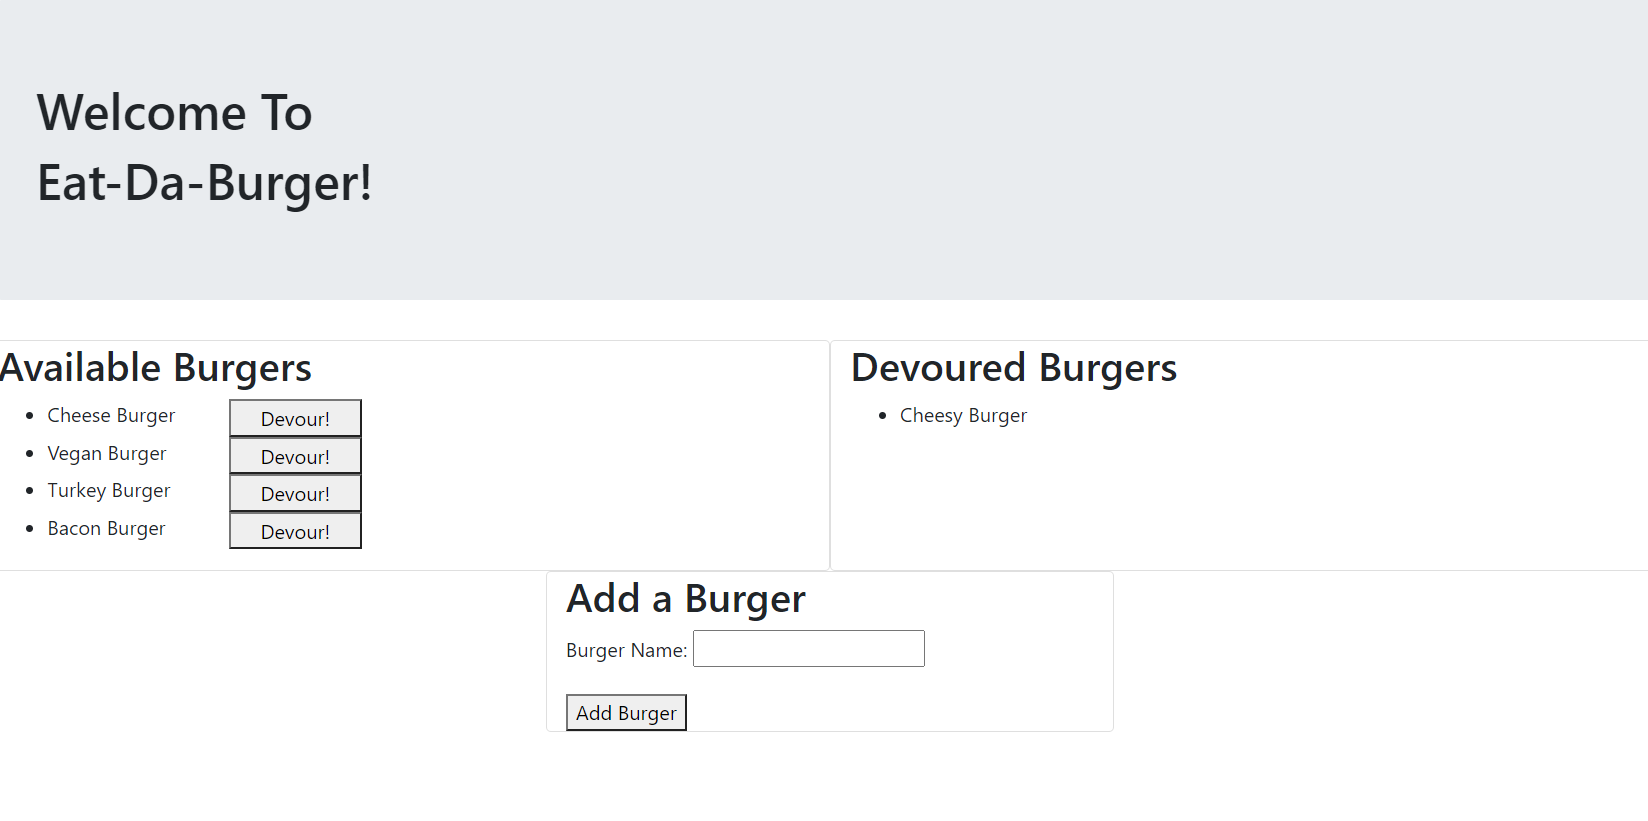 Welcome To
Eat-Da-Burger!
Available Burgers
Cheese Burger Devour!
Vegan Burger Devour!
Turkey Burger Devour!
Bacon Burger Devour!
Devoured Burgers
Cheesy Burger
Add a Burger
Burger Name:
Add Burger